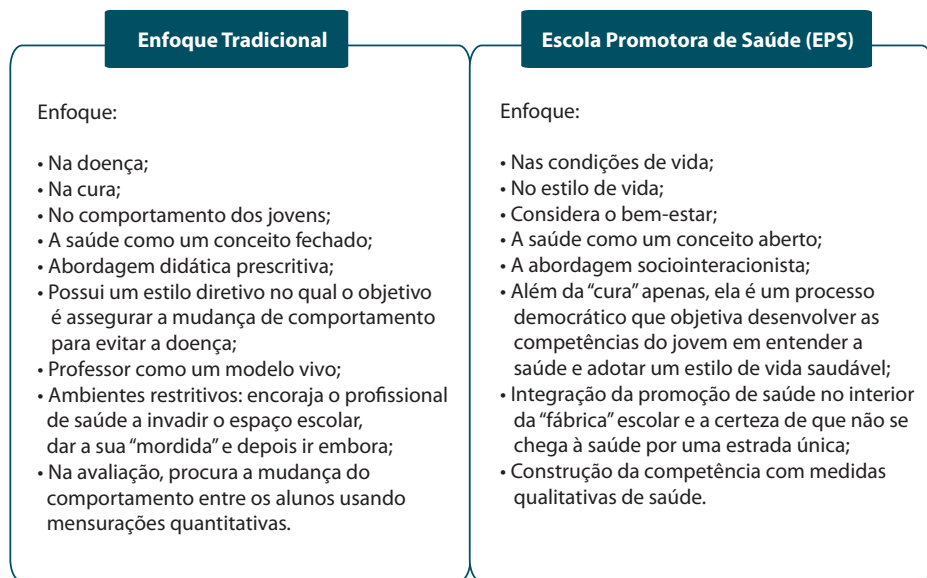 Enfoque Tradicional
Enfoque:
• Na doença;
• Na cura;
• No comportamento dos jovens;
• A saúde como um conceito fechado;
• Abordagem didática prescritiva;
• Possui um estilo diretivo no qual o objetivo
é assegurar a mudança de comportamento
para evitar a doença;
• Professor como um modelo vivo;
• Ambientes restritivos: encoraja o profissional
de saúde a invadir o espaço escolar,
dar a sua “mordida” e depois ir embora;
• Na avaliação, procura a mudança do
comportamento entre os alunos usando
mensurações quantitativas.
Escola Promotora de Saúde (EPS)
Enfoque:
• Nas condições de vida;
• No estilo de vida;
• Considera o bem-estar;
• A saúde como um conceito aberto;
• A abordagem sociointeracionista;
• Além da “cura” apenas, ela é um processo
democrático que objetiva desenvolver as
competências do jovem em entender a
saúde e adotar um estilo de vida saudável;
• Integração da promoção de saúde no interior
da “fábrica” escolar e a certeza de que não se
chega à saúde por uma estrada única;
• Construção da competência com medidas
qualitativas de saúde.